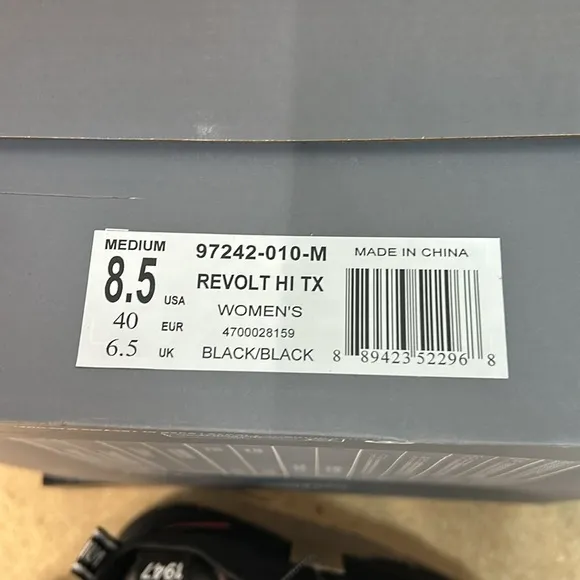 MEDIUM
8.5 USA
40 EUR
6.5 UK
97242-010-M
REVOLT HI TX
WOMEN'S
4700028159
BLACK/BLACK
MADE IN CHINA
8 89423 52296 8
1947